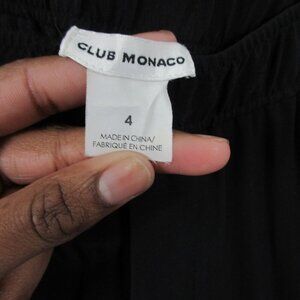 CLUB MONACO
4
MADE IN CHINA/
FABRIQUÉ EN CHINE